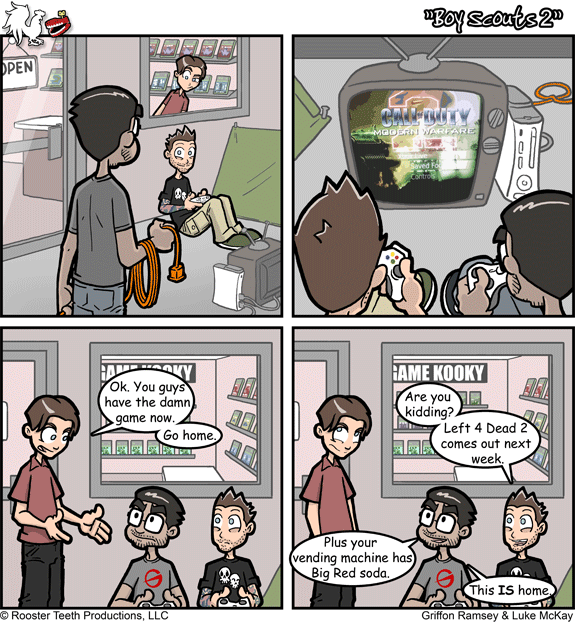 "Boy Scouts 2"
OPEN
CALL OF DUTY
MODERN WARFARE
Saved
GAME KOOKY
Ok. You guys
have the damn
game now.
Go home.
GAME KOOKY
Are you
kidding?
Left 4 Dead 2
comes out next
week.
Plus your
vending machine has
Big Red soda.
This IS home.
© Rooster Teeth Productions, LLC
Griffon Ramsey & Luke McKay